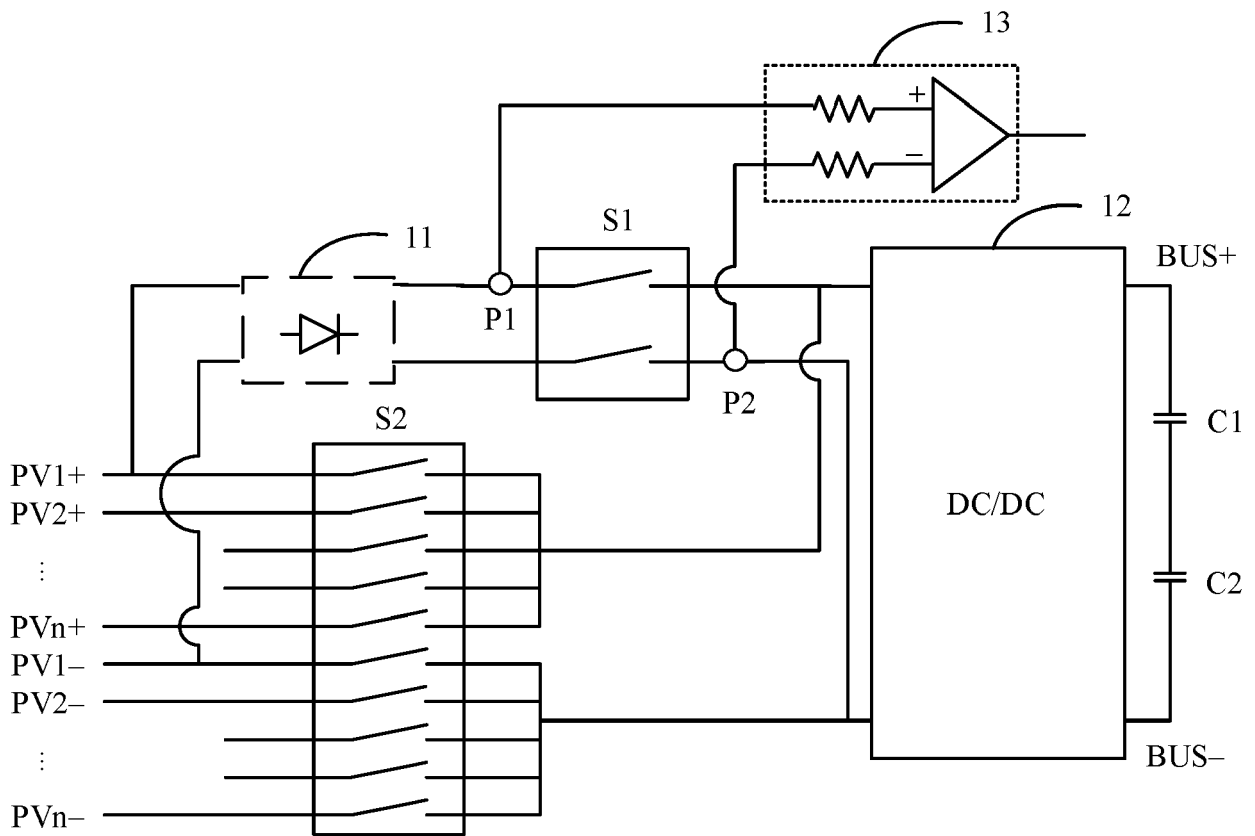 13
+
−
S1
12
11
BUS+
P1
P2
S2
C1
PV1+
PV2+
DC/DC
⋮
C2
PVn+
PV1−
PV2−
⋮
BUS−
PVn−